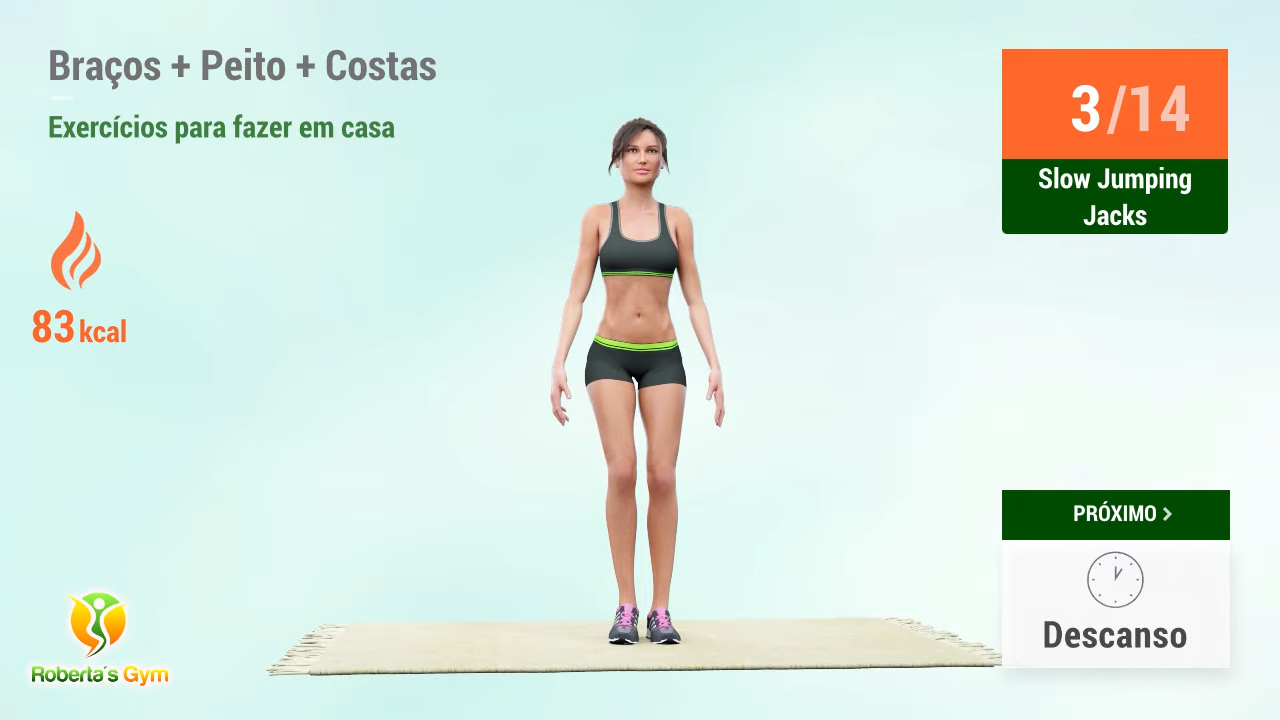 Braços + Peito + Costas
Exercícios para fazer em casa
3/14
Slow Jumping
Jacks
83 kcal
PRÓXIMO >
Descanso
Roberta´s Gym